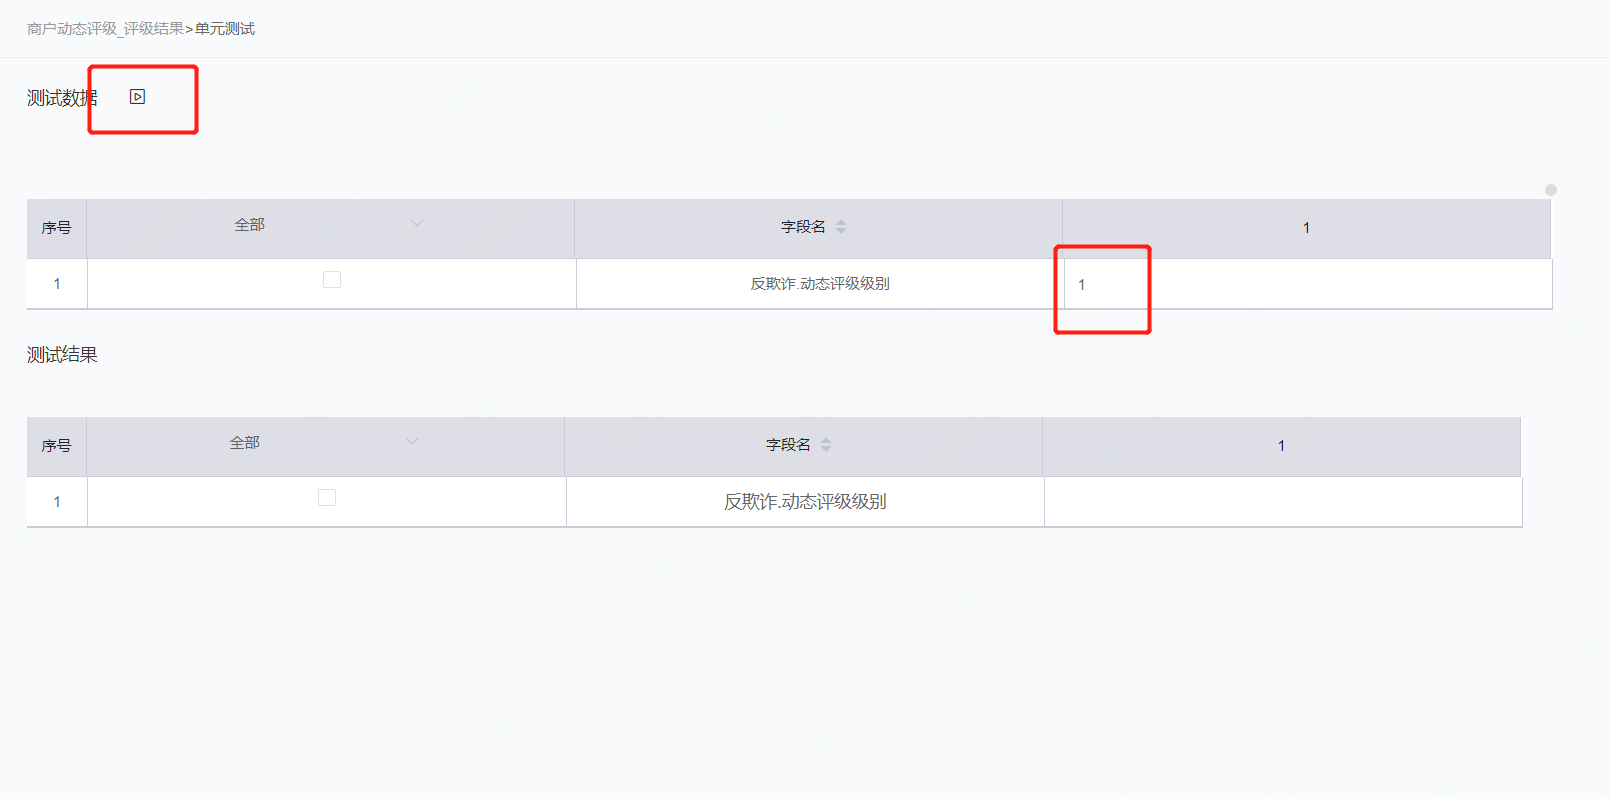 商户动态评级_评级结果>单元测试
测试数据
序号 全部 字段名 1
1 反欺诈.动态评级级别 1
测试结果
序号 全部 字段名 1
1 反欺诈.动态评级级别